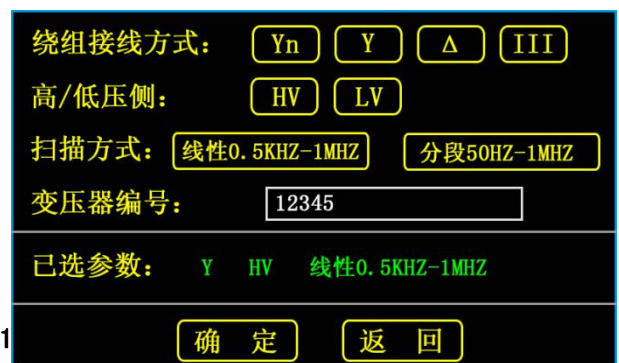 绕组接线方式： Yn Y Δ III
高/低压侧： HV LV
扫描方式： 线性0.5KHZ-1MHZ 分段50HZ-1MHZ
变压器编号： 12345
已选参数： Y HV 线性0.5KHZ-1MHZ
1 确 定 返 回